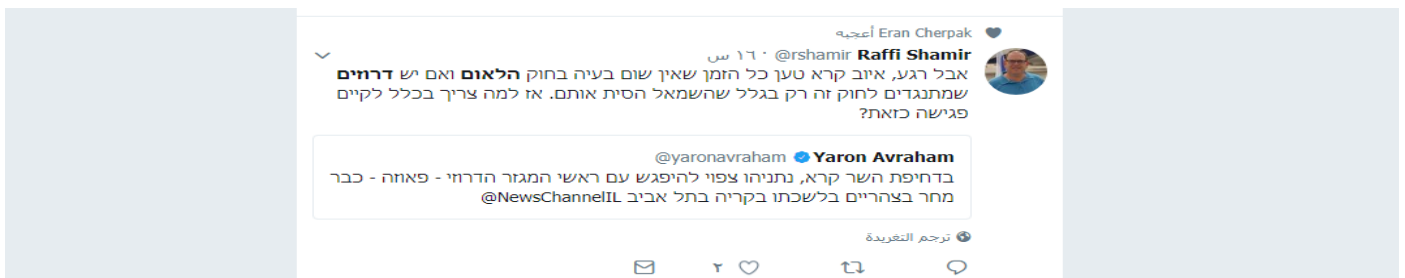 Eran Cherpak أعجبه
Raffi Shamir @rshamir · ١٦ س
אבל רגע, איוב קרא טען כל הזמן שאין שום בעיה בחוק הלאום ואם יש דרוזים
שמתנגדים לחוק זה רק בגלל שהשמאל הסית אותם. אז למה צריך בכלל לקיים
פגישה כזאת?
Yaron Avraham @yaronavraham
בדחיפת השר קרא, נתניהו צפוי להיפגש עם ראשי המגזר הדרוזי - פאוזה - כבר
מחר בצהריים בלשכתו בקריה בתל אביב NewsChannelIL@
ترجم التغريدة
٢